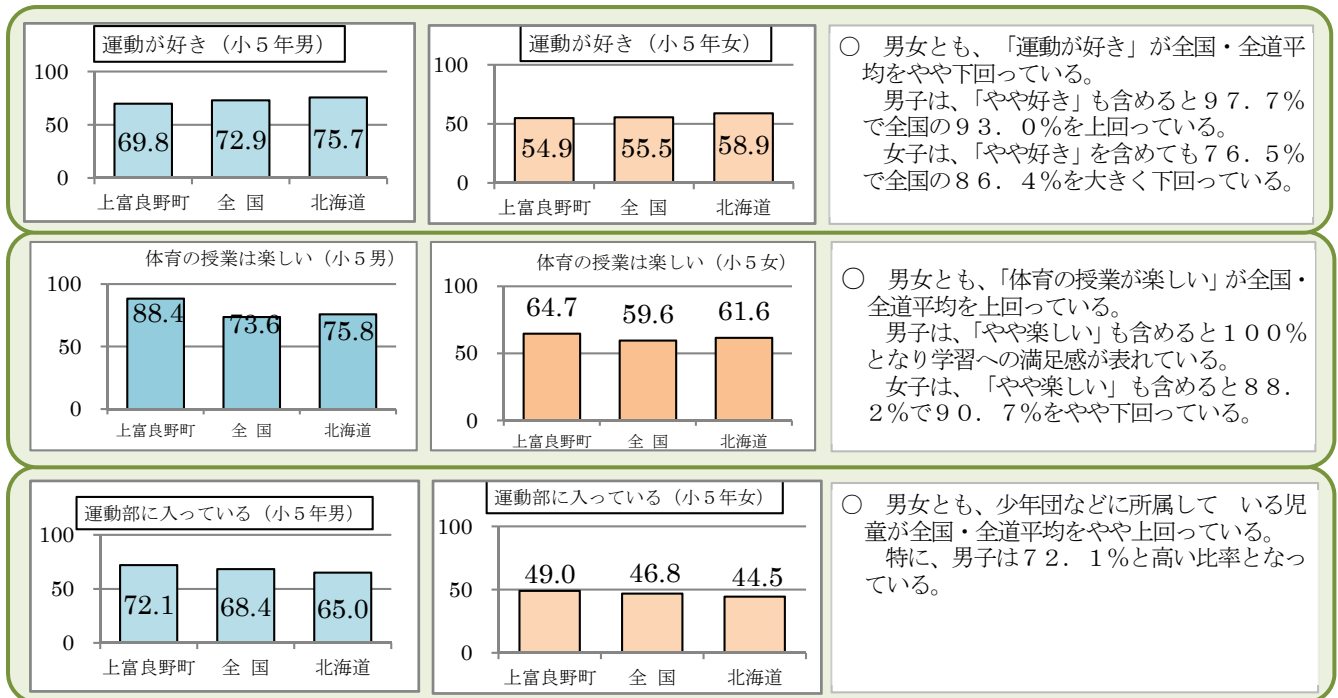 運動が好き（小５年男）
100
50
0
69.8
72.9
75.7
上富良野町
全 国
北海道
運動が好き（小５年女）
100
50
0
54.9
55.5
58.9
上富良野町
全 国
北海道
○　男女とも、「運動が好き」が全国・全道平
均をやや下回っている。
男子は、「やや好き」も含めると９７．７％
で全国の９３．０％を上回っている。
女子は、「やや好き」を含めても７６．５％
で全国の８６．４％を大きく下回っている。
体育の授業は楽しい（小５男）
100
50
0
88.4
73.6
75.8
上富良野町
全 国
北海道
体育の授業は楽しい（小５女）
100
50
0
64.7
59.6
61.6
上富良野町
全 国
北海道
○　男女とも、「体育の授業が楽しい」が全国・
全道平均を上回っている。
男子は、「やや楽しい」も含めると１００％
となり学習への満足感が表れている。
女子は、「やや楽しい」も含めると８８．
２％で９０．７％をやや下回っている。
運動部に入っている（小５年男）
100
50
0
72.1
68.4
65.0
上富良野町
全 国
北海道
運動部に入っている（小５年女）
100
50
0
49.0
46.8
44.5
上富良野町
全 国
北海道
○　男女とも、少年団などに所属して　いる児
童が全国・全道平均をやや上回っている。
特に、男子は７２．１％と高い比率となっ
ている。